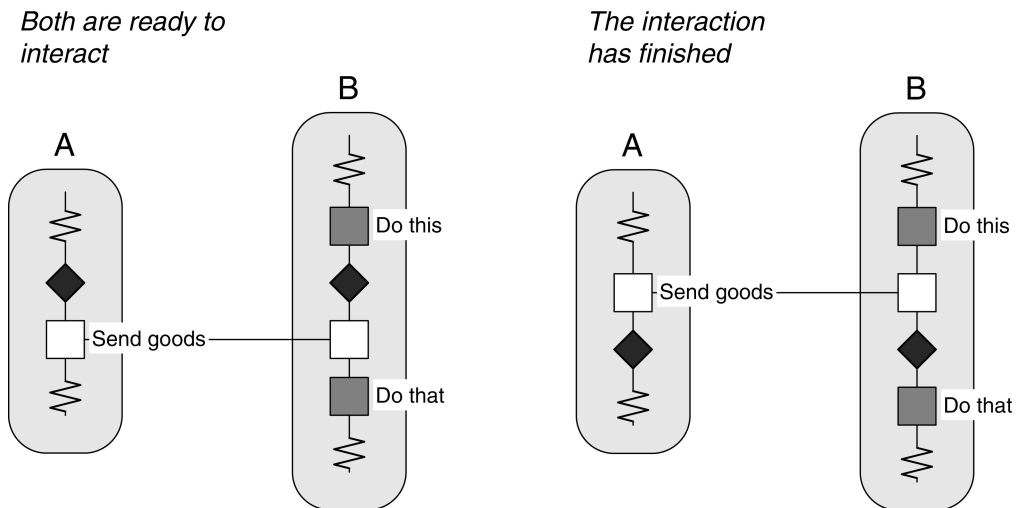 Both are ready to
interact
A
B
Do this
Send goods
Do that
The interaction
has finished
A
B
Do this
Send goods
Do that